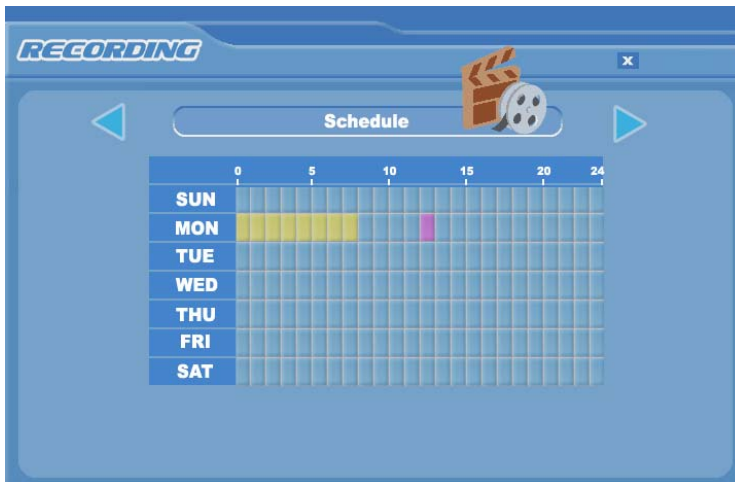 RECORDING
X
Schedule
0 5 10 15 20 24
SUN
MON
TUE
WED
THU
FRI
SAT